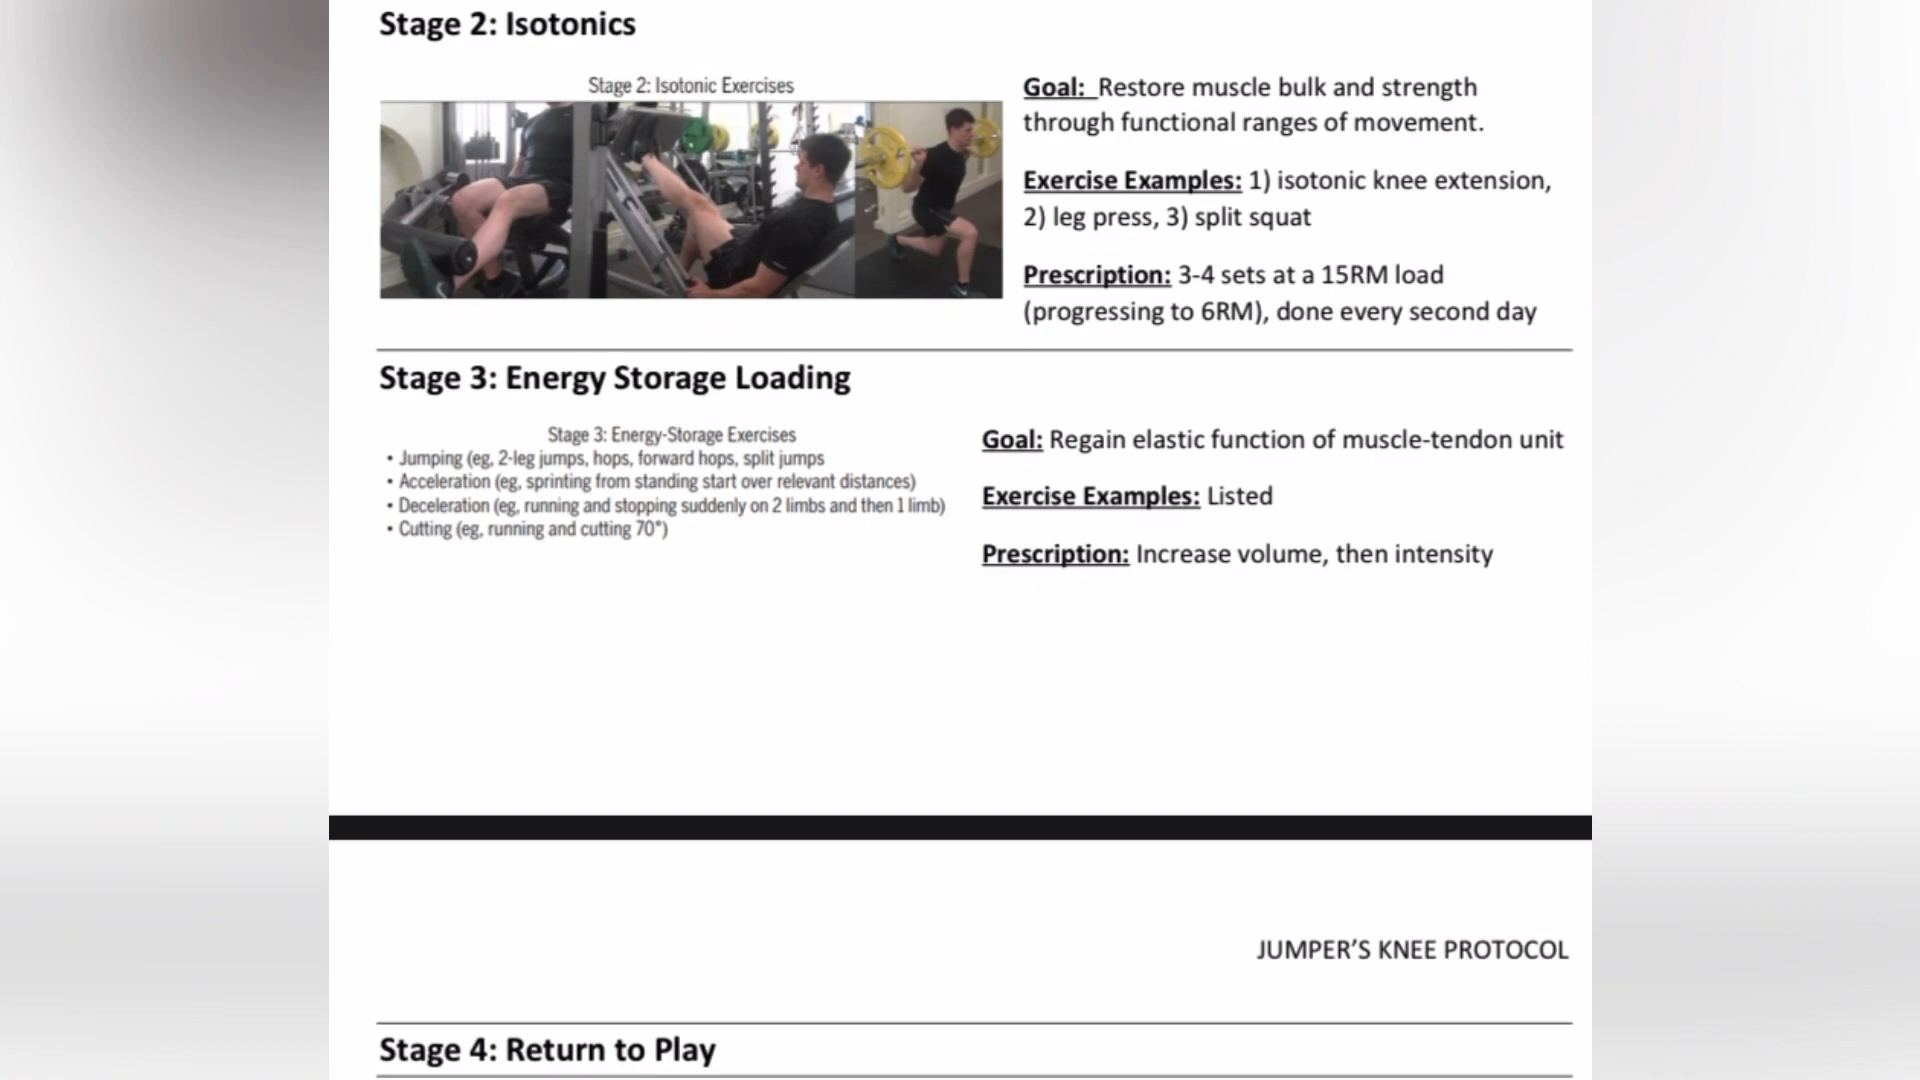 Stage 2: Isotonics
Stage 2: Isotonic Exercises
Goal: Restore muscle bulk and strength
through functional ranges of movement.
Exercise Examples: 1) isotonic knee extension,
2) leg press, 3) split squat
Prescription: 3-4 sets at a 15RM load
(progressing to 6RM), done every second day
Stage 3: Energy Storage Loading
Stage 3: Energy-Storage Exercises
• Jumping (eg, 2-leg jumps, hops, forward hops, split jumps
• Acceleration (eg, sprinting from standing start over relevant distances)
• Deceleration (eg, running and stopping suddenly on 2 limbs and then 1 limb)
• Cutting (eg, running and cutting 70°)
Goal: Regain elastic function of muscle-tendon unit
Exercise Examples: Listed
Prescription: Increase volume, then intensity
JUMPER’S KNEE PROTOCOL
Stage 4: Return to Play